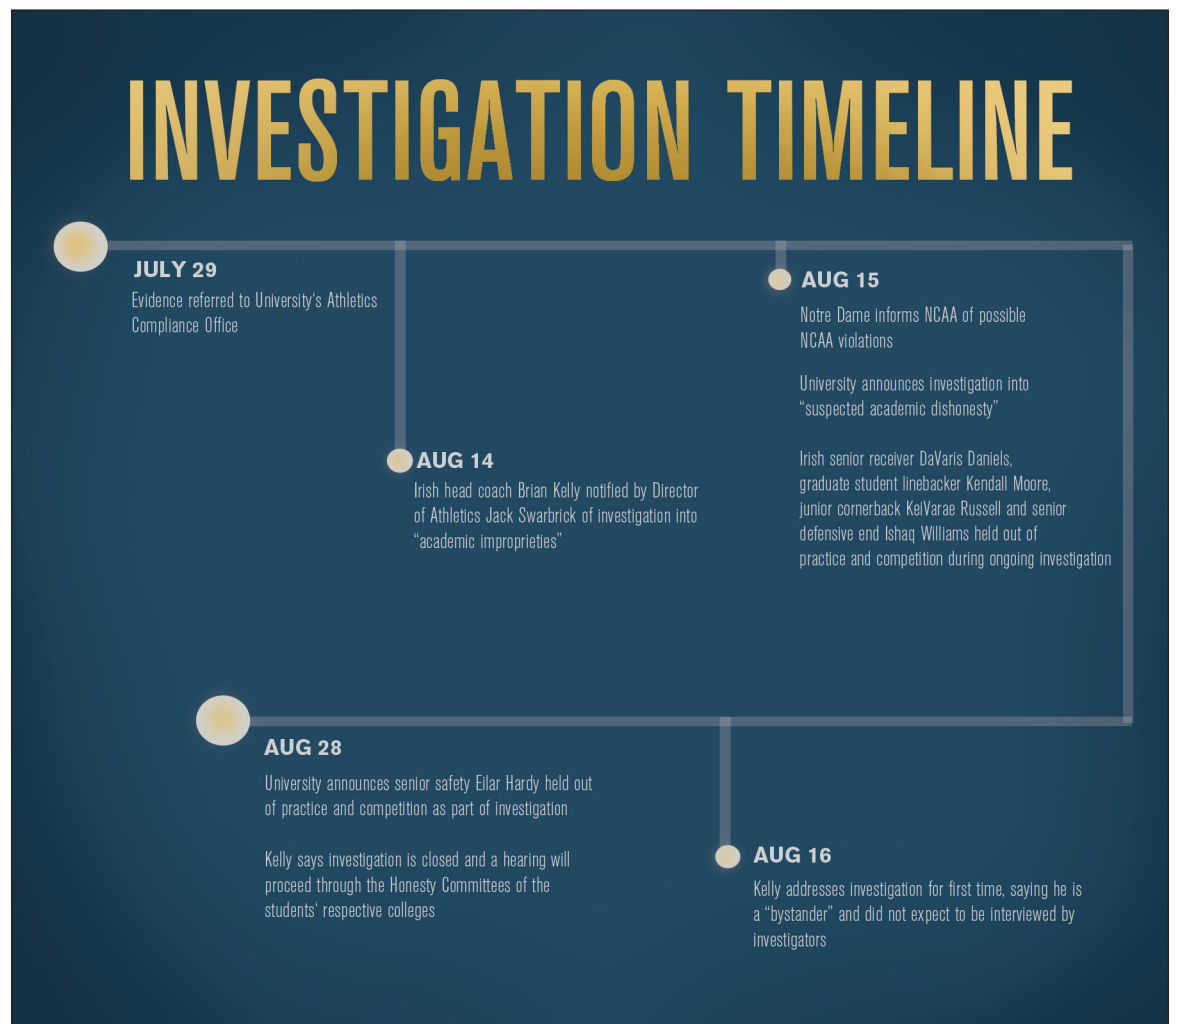 INVESTIGATION TIMELINE
JULY 29
Evidence referred to University's Athletics
Compliance Office
AUG 14
Irish head coach Brian Kelly notified by Director
of Athletics Jack Swarbrick of investigation into
“academic improprieties”
AUG 15
Notre Dame informs NCAA of possible
NCAA violations
University announces investigation into
“suspected academic dishonesty”
Irish senior receiver DaVaris Daniels,
graduate student linebacker Kendall Moore,
junior cornerback KeiVarae Russell and senior
defensive end Ishaq Williams held out of
practice and competition during ongoing investigation
AUG 16
Kelly addresses investigation for first time, saying he is
a “bystander” and did not expect to be interviewed by
investigators
AUG 28
University announces senior safety Eilar Hardy held out
of practice and competition as part of investigation
Kelly says investigation is closed and a hearing will
proceed through the Honesty Committees of the
students' respective colleges